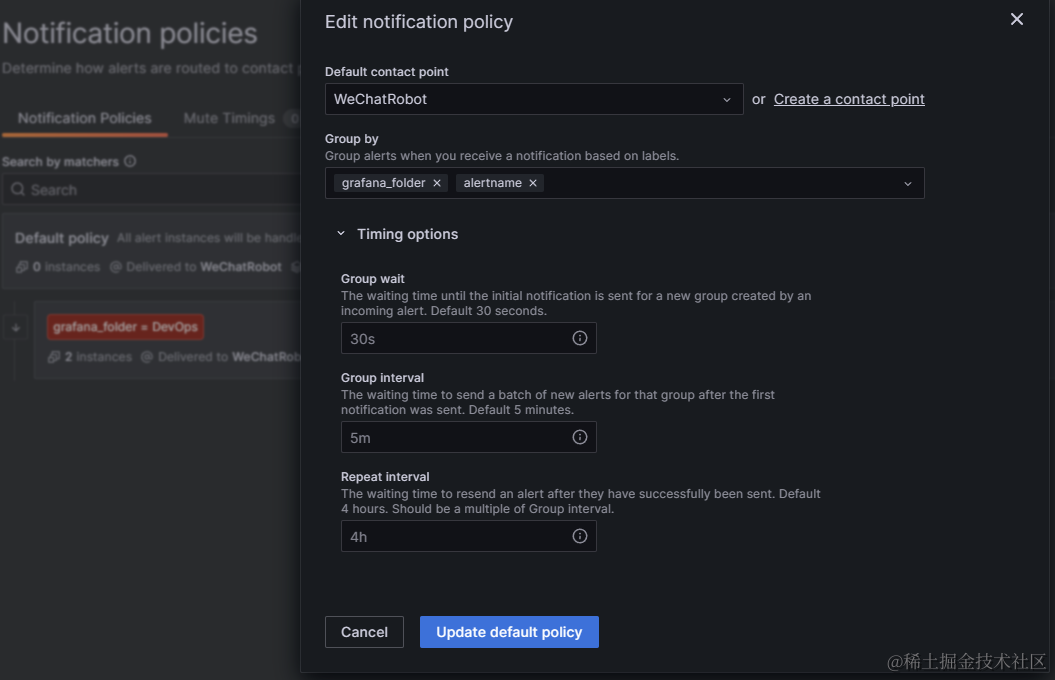 Notification policies
Determine how alerts are routed to contact
Notification Policies Mute Timings 0
Search by matchers
Search
Default policy All alert instances will be
0 instances Delivered to WeChatRobot
grafana_folder = DevOps
2 instances Delivered to
Edit notification policy
Default contact point
WeChatRobot or Create a contact point
Group by
Group alerts when you receive a notification based on labels.
grafana_folder × alertname ×
Timing options
Group wait
The waiting time until the initial notification is sent for a new group created by an
incoming alert. Default 30 seconds.
30s
Group interval
The waiting time to send a batch of new alerts for that group after the first
notification was sent. Default 5 minutes.
5m
Repeat interval
The waiting time to resend an alert after they have successfully been sent. Default
4 hours. Should be a multiple of Group interval.
4h
Cancel Update default policy
@稀土掘金技术社区